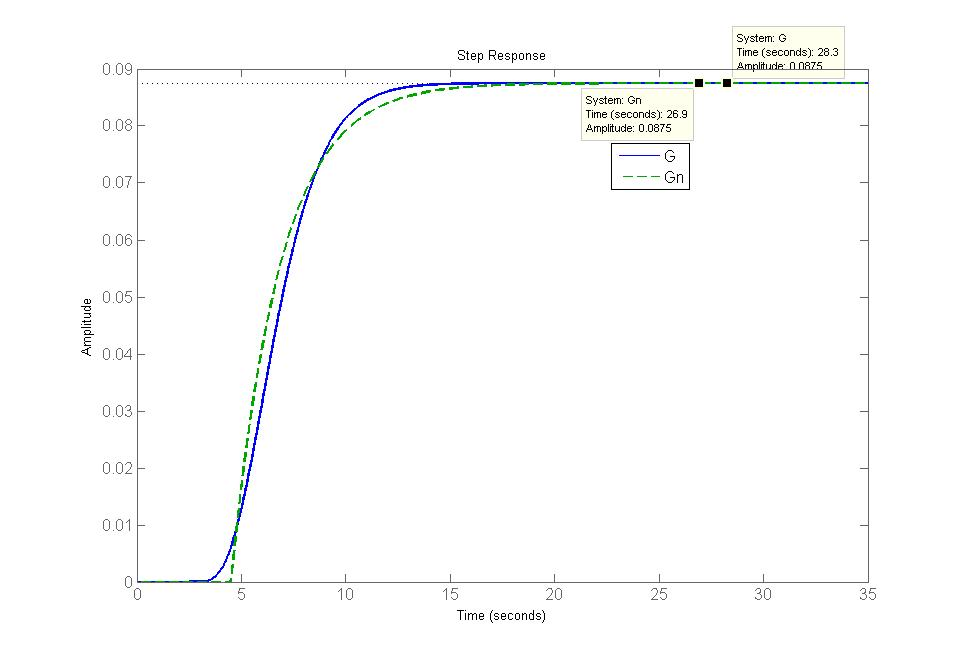 System: G
Time (seconds): 28.3
Amplitude: 0.0875
Step Response
0.09
System: Gn
Time (seconds): 26.9
Amplitude: 0.0875
0.08
G
Gn
0.07
0.06
0.05
Amplitude
0.04
0.03
0.02
0.01
0
0 5 10 15 20 25 30 35
Time (seconds)